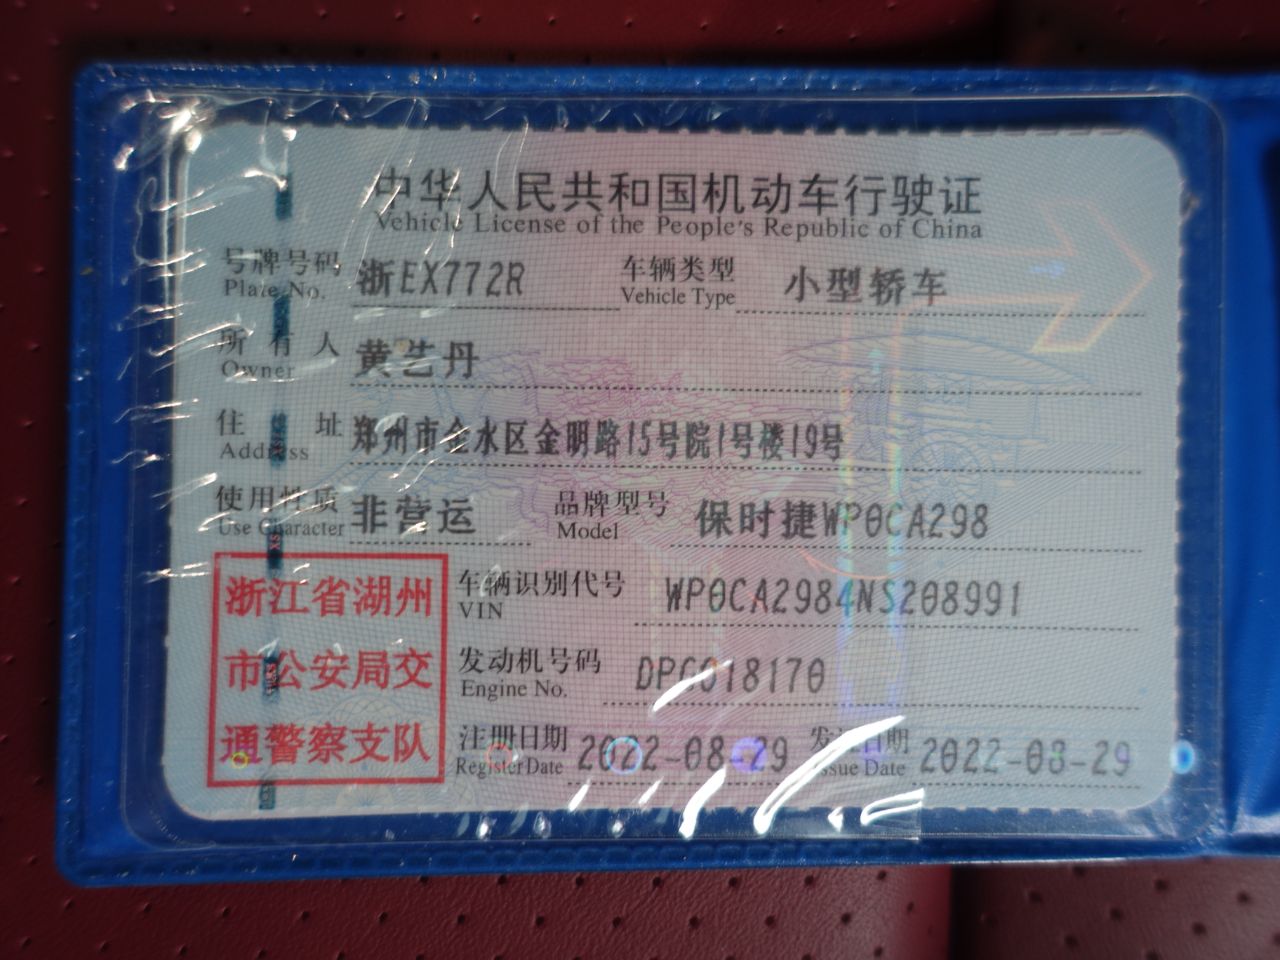 中华人民共和国机动车行驶证
Vehicle License of the People's Republic of China
号牌号码 浙EX772R 车辆类型 小型轿车
Plate No. Vehicle Type
所有人 黄艺丹
Owner
住址 郑州市金水区金明路15号院1号楼19号
Address
使用性质 非营运 品牌型号 保时捷WP0CA298
Use Character Model
浙江省湖州
市公安局交
通警察支队
车辆识别代号 WP0CA2984NS208991
VIN
发动机号码 DPG018170
Engine No.
注册日期 2022-08-29 发证日期 2022-08-29
Register Date Issue Date